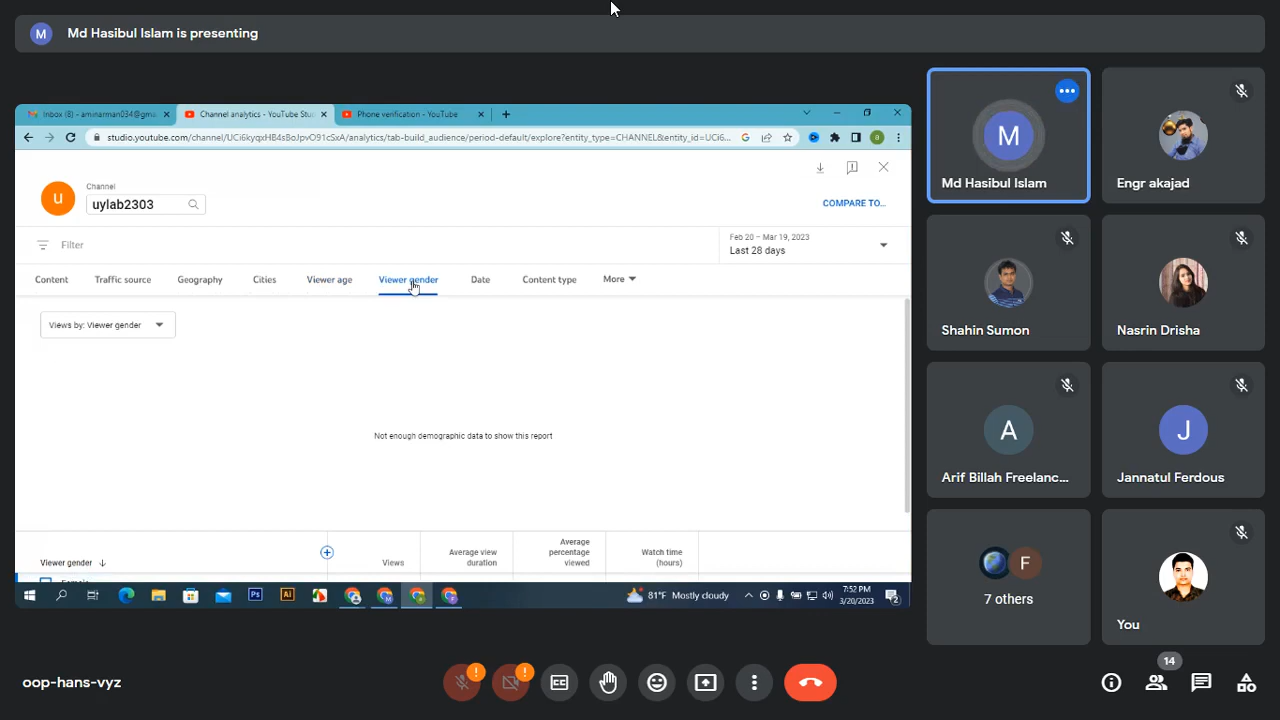 M
Md Hasibul Islam is presenting
Inbox (8) - aminarman034@gma
Channel analytics - YouTube Stu
Phone verification - YouTube
studio.youtube.com/channel/UCi6kyqxHB4sBoJpvO91cSxA/analytics/tab-build_audience/period-default/explore?entity_type=CHANNEL&entity_id=UCi6...
u
Channel
uylab2303
COMPARE TO...
Filter
Feb 20 – Mar 19, 2023
Last 28 days
Content
Traffic source
Geography
Cities
Viewer age
Viewer gender
Date
Content type
More
Views by: Viewer gender
Not enough demographic data to show this report
Viewer gender
Views
Average view duration
Average percentage viewed
Watch time (hours)
Ps
Ai
81°F Mostly cloudy
7:52 PM
3/20/2023
2
M
Md Hasibul Islam
Engr akajad
Shahin Sumon
Nasrin Drisha
A
Arif Billah Freelanc...
J
Jannatul Ferdous
F
7 others
You
oop-hans-vyz
14